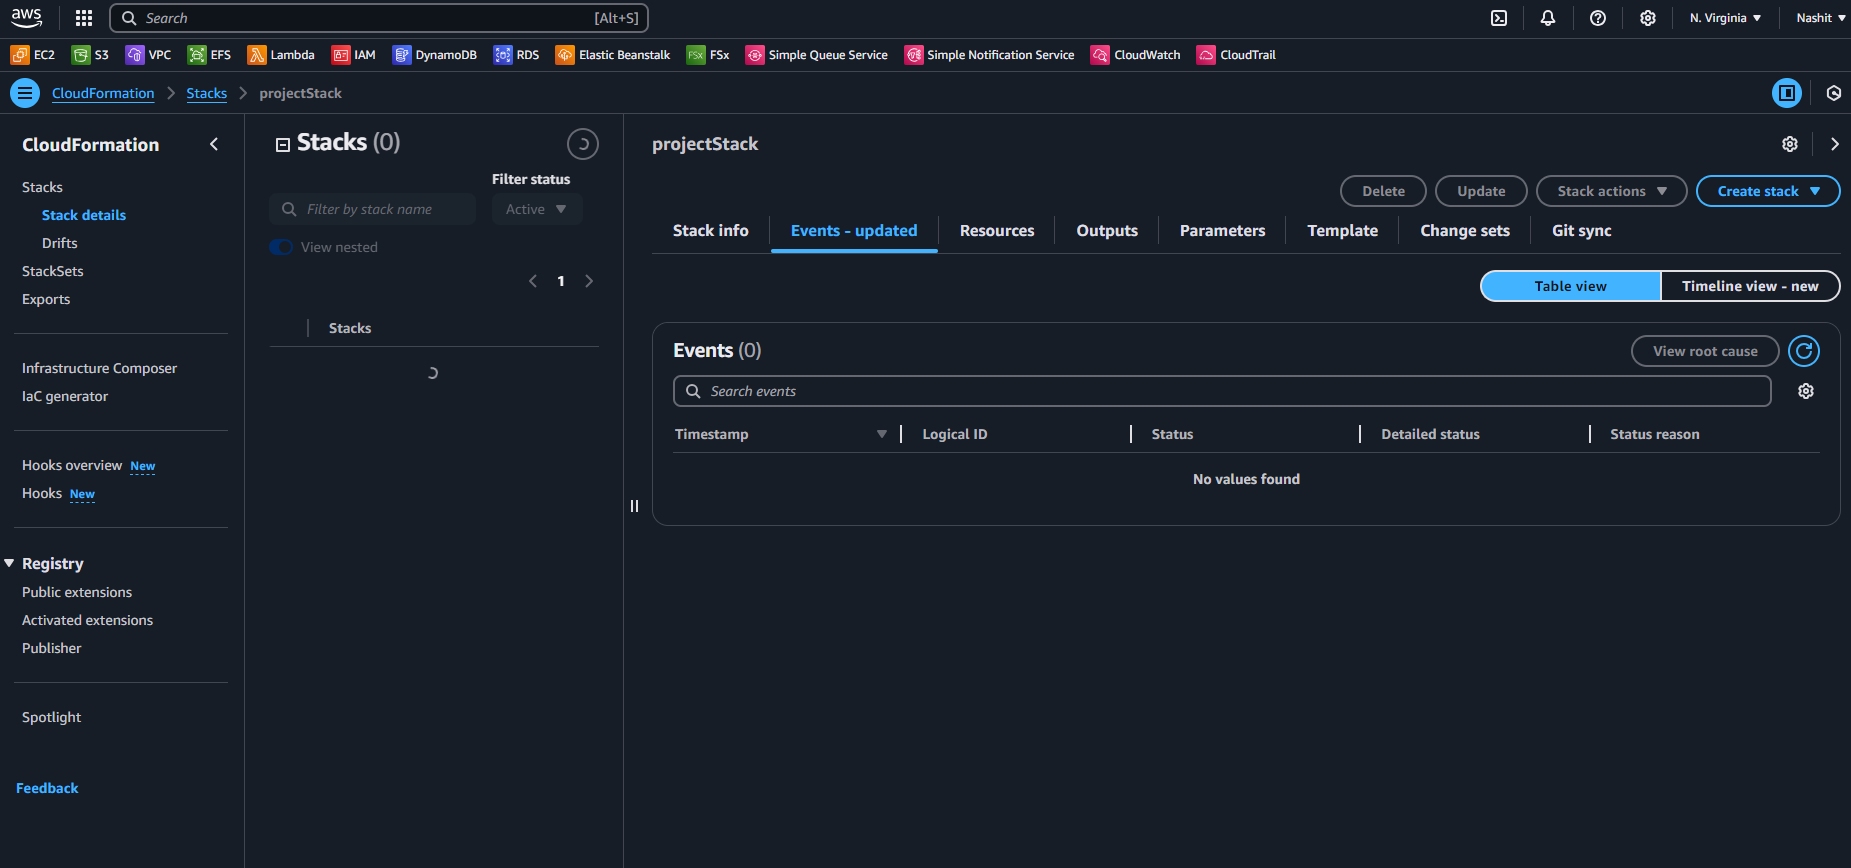 aws
Search
[Alt+S]
N. Virginia
Nashit
EC2
S3
VPC
EFS
Lambda
IAM
DynamoDB
RDS
Elastic Beanstalk
FSx
FSx
Simple Queue Service
Simple Notification Service
CloudWatch
CloudTrail
CloudFormation
Stacks
projectStack
CloudFormation
Stacks
Stack details
Drifts
StackSets
Exports
Infrastructure Composer
IaC generator
Hooks overview New
Hooks New
Registry
Public extensions
Activated extensions
Publisher
Spotlight
Feedback
Stacks (0)
Filter status
Filter by stack name
Active
View nested
1
Stacks
projectStack
Delete
Update
Stack actions
Create stack
Stack info
Events - updated
Resources
Outputs
Parameters
Template
Change sets
Git sync
Table view
Timeline view - new
Events (0)
View root cause
Search events
Timestamp
Logical ID
Status
Detailed status
Status reason
No values found